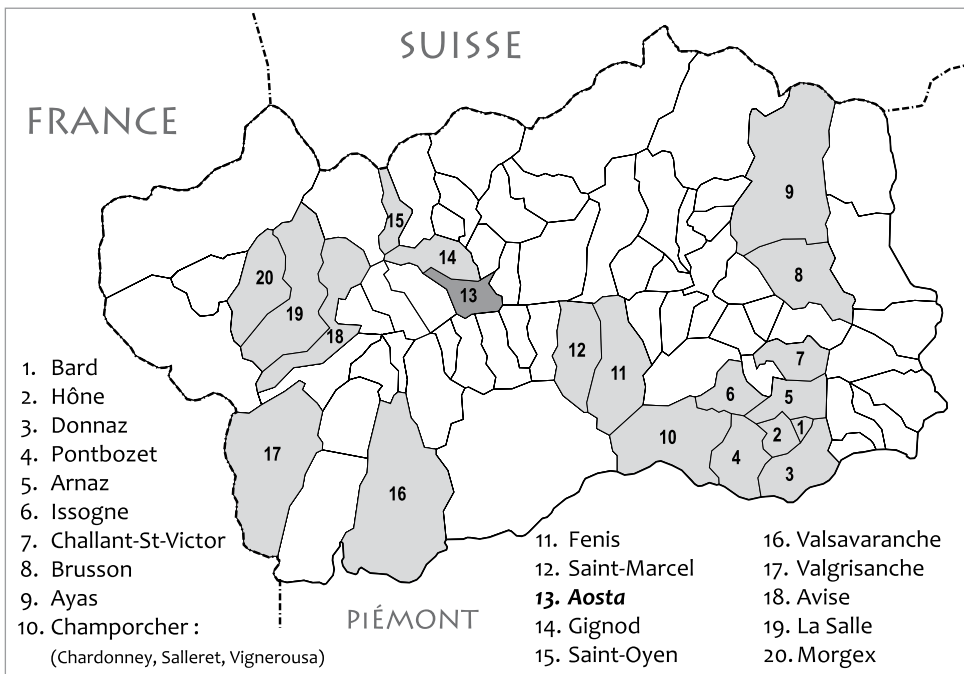 SUISSE
FRANCE
9
15
14
20
13
8
19
18
12
11
7
6
5
10
2
1
4
3
17
16
1. Bard
2. Hône
3. Donnaz
4. Pontbozet
5. Arnaz
6. Issogne
7. Challant-St-Victor
8. Brusson
9. Ayas
10. Champorcher :
(Chardonney, Salleret, Vignerousa)
PIÉMONT
11. Fenis
12. Saint-Marcel
13. Aosta
14. Gignod
15. Saint-Oyen
16. Valsavaranche
17. Valgrisanche
18. Avise
19. La Salle
20. Morgex